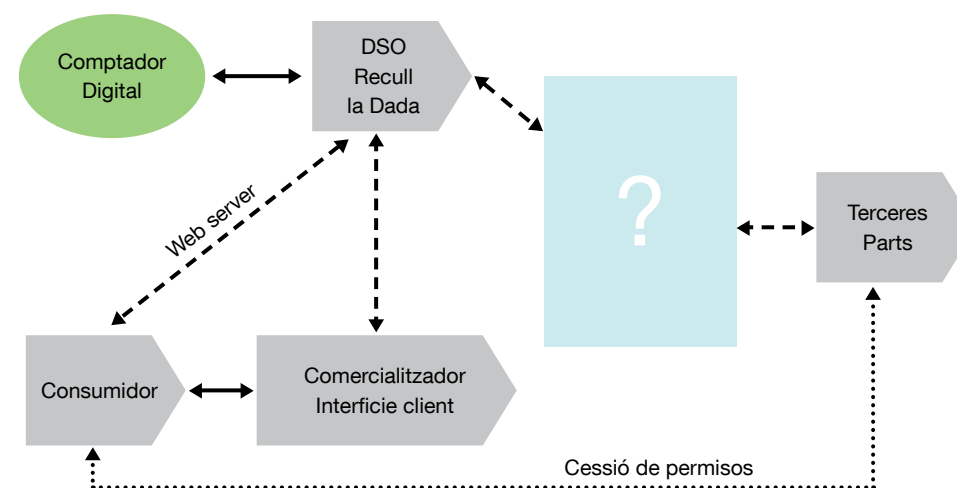 Comptador
Digital
DSO
Recull
la Dada
?
Terceres
Parts
Web server
Consumidor
Comercialitzador
Interficie client
Cessió de permisos